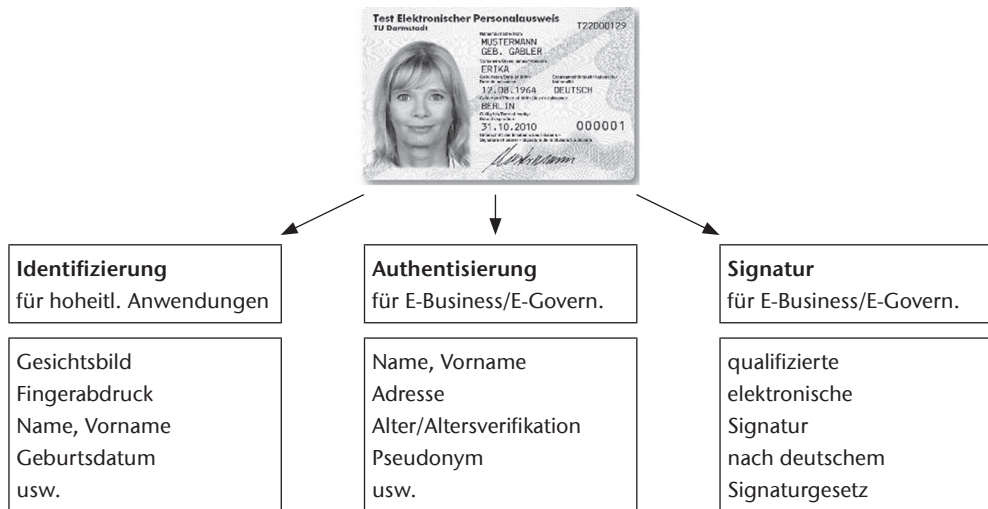 Test Elektronischer Personalausweis
TU Darmstadt
T22000129
MUSTERMANN
GEB. GABLER
ERIKA
12.08.1964 DEUTSCH
BERLIN
31.10.2010 000001
Identifizierung
für hoheitl. Anwendungen
Gesichtsbild
Fingerabdruck
Name, Vorname
Geburtsdatum
usw.
Authentisierung
für E-Business/E-Govern.
Name, Vorname
Adresse
Alter/Altersverifikation
Pseudonym
usw.
Signatur
für E-Business/E-Govern.
qualifizierte
elektronische
Signatur
nach deutschem
Signaturgesetz